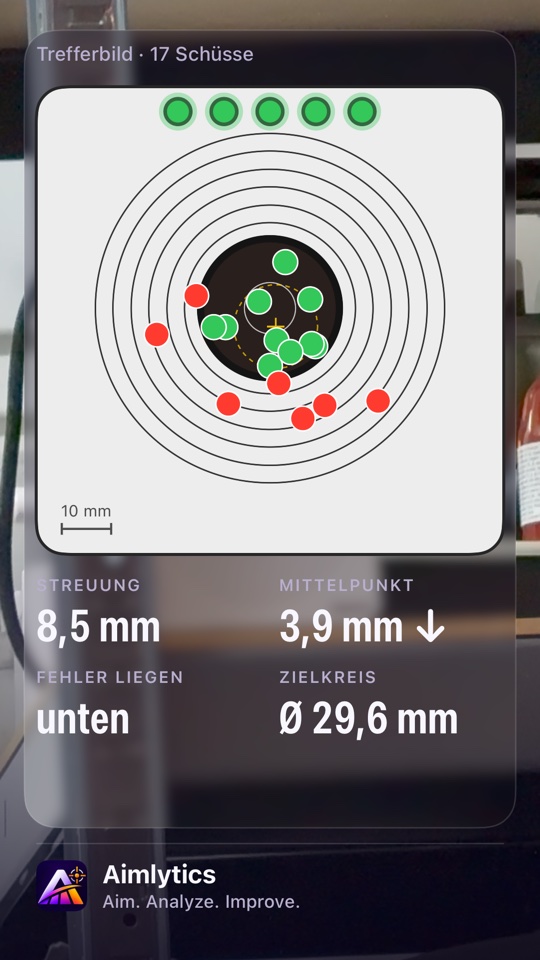 Trefferbild · 17 Schüsse
10 mm
STREUUNG
MITTELPUNKT
8,5 mm
3,9 mm ↓
FEHLER LIEGEN
ZIELKREIS
unten
Ø 29,6 mm
Aimlytics
Aim. Analyze. Improve.